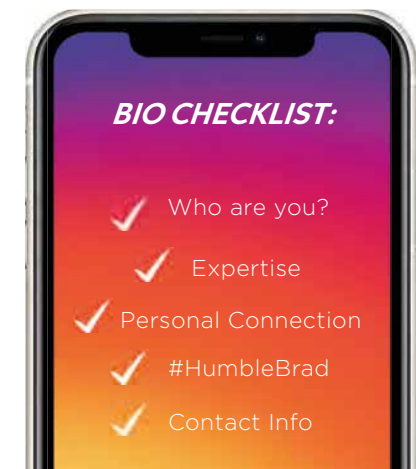 BIO CHECKLIST:
Who are you?
Expertise
Personal Connection
#HumbleBrad
Contact Info